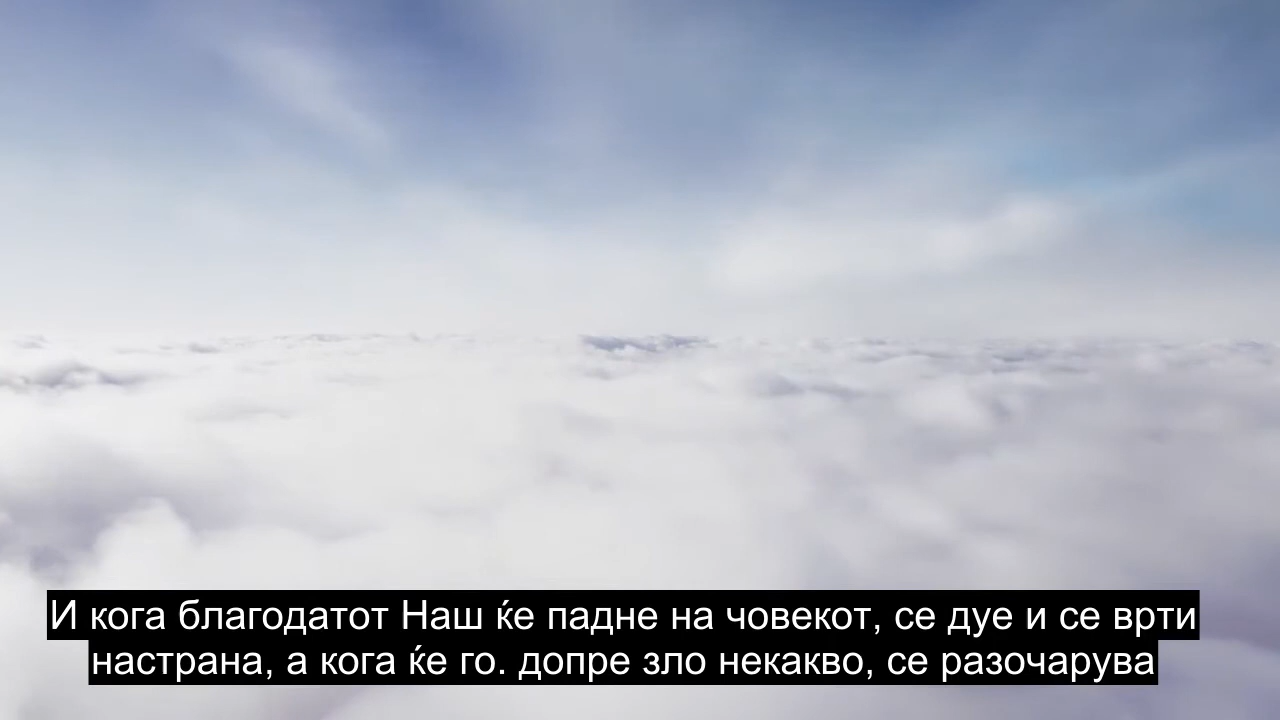 И кога благодатот Наш ќе падне на човекот, се дуе и се врти
настрана, а кога ќе го. допре зло некакво, се разочарува